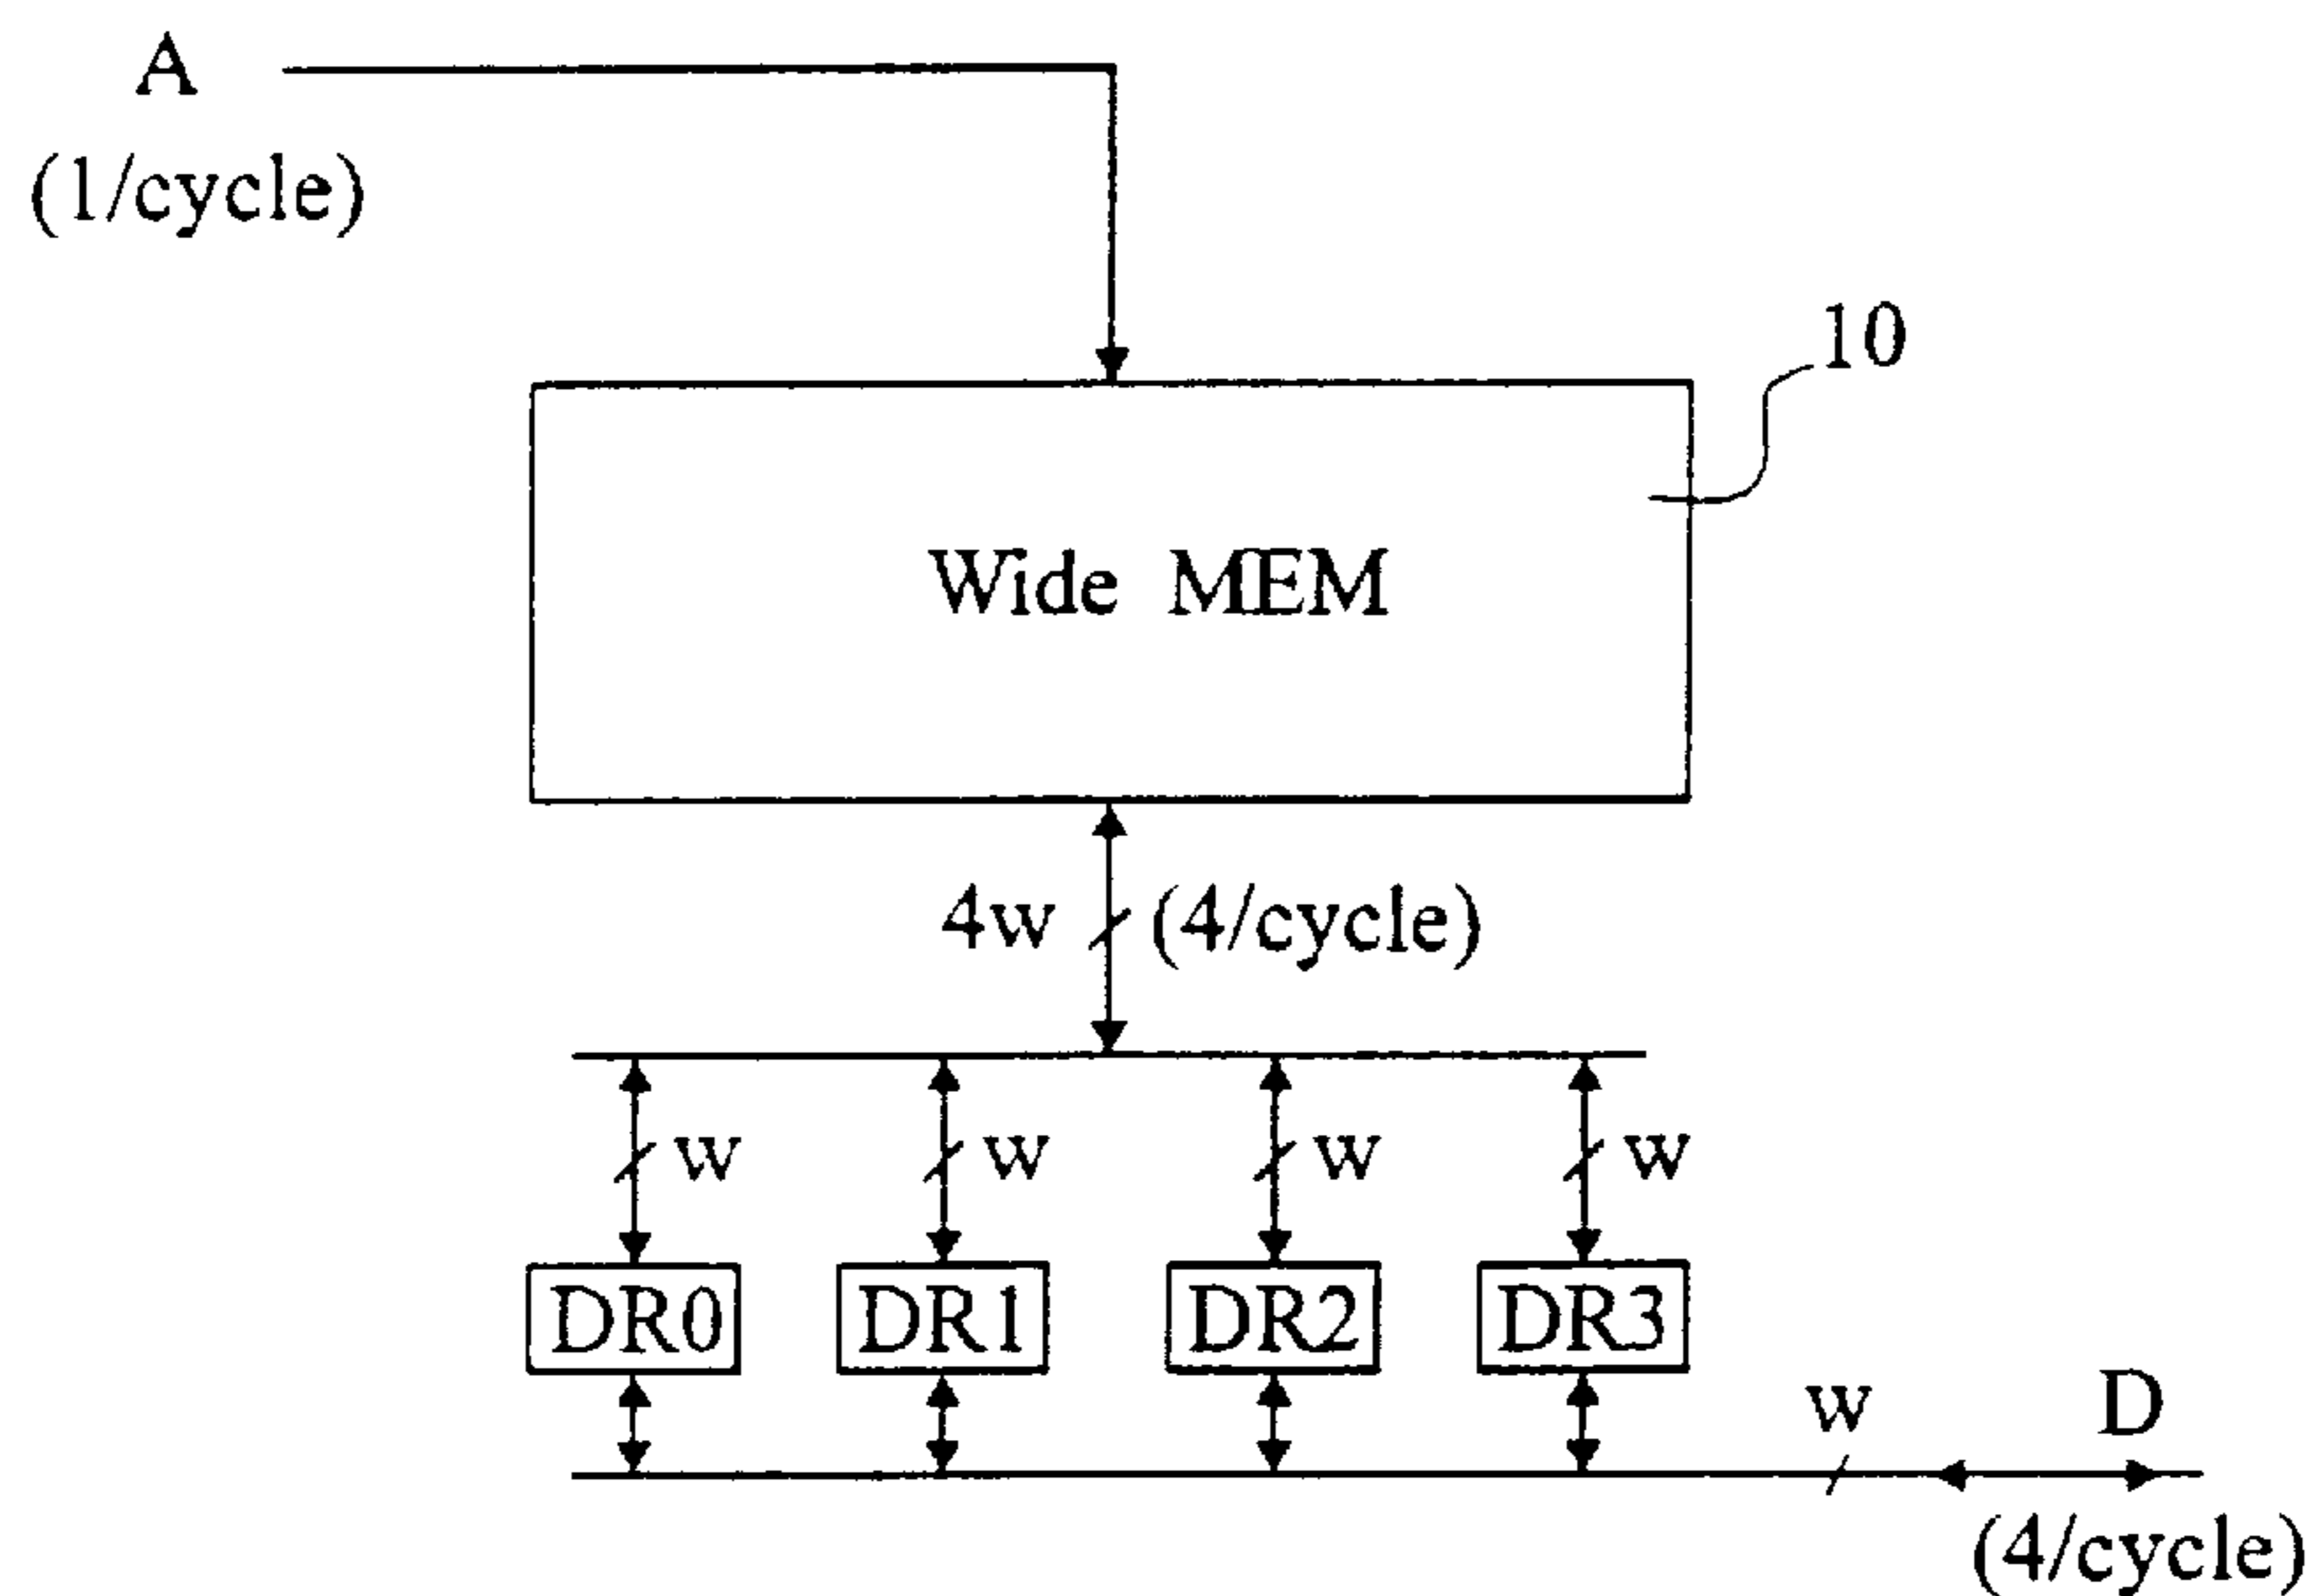 A
(1/cycle)
10
Wide MEM
4w (4/cycle)
w w w w
DR0 DR1 DR2 DR3
w D
(4/cycle)